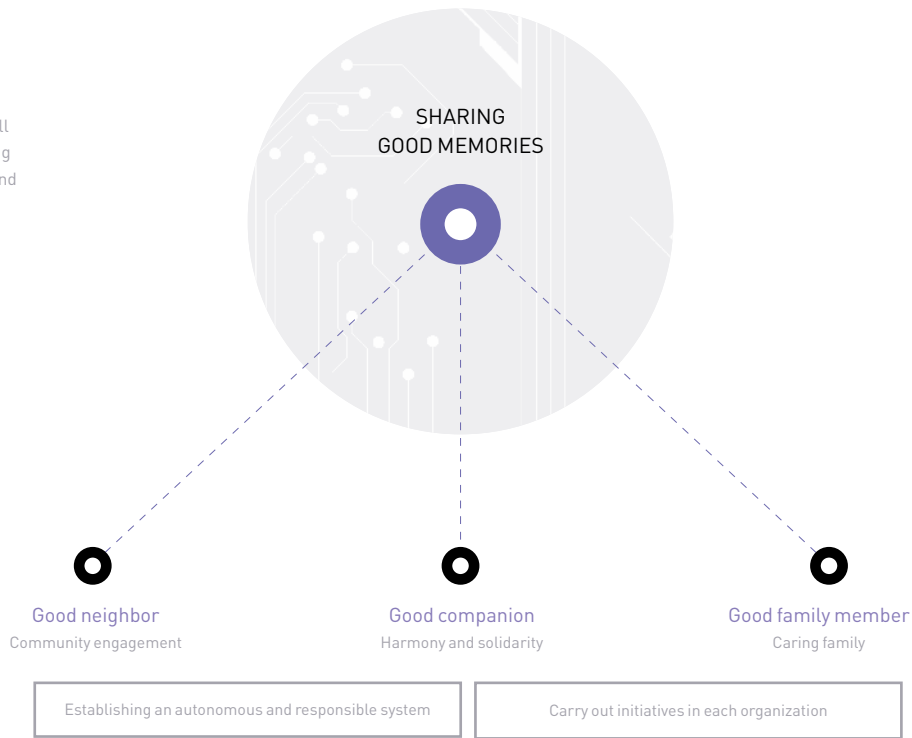 SHARING
GOOD MEMORIES
Good neighbor
Community engagement
Good companion
Harmony and solidarity
Good family member
Caring family
Establishing an autonomous and responsible system
Carry out initiatives in each organization